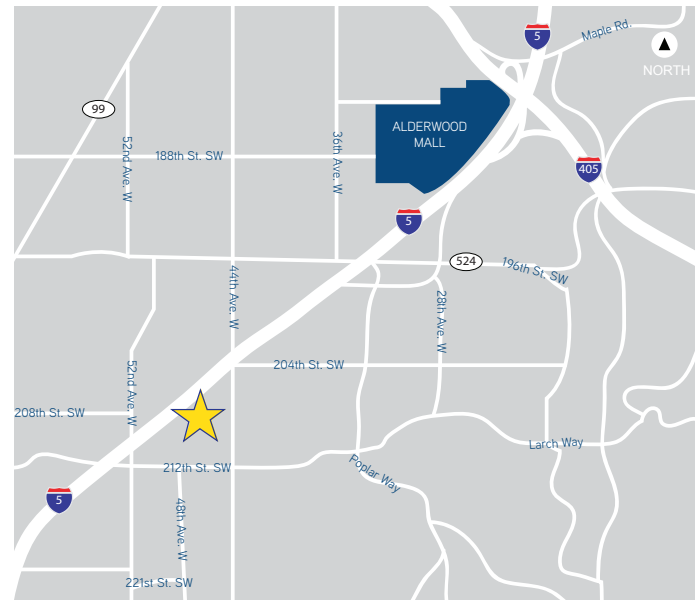 5
Maple Rd.
NORTH
99
ALDERWOOD
MALL
52nd Ave. W
36th Ave. W
188th St. SW
405
5
524
196th St. SW
44th Ave. W
28th Ave. W
204th St. SW
52nd Ave. W
208th St. SW
Larch Way
212th St. SW
Poplar Way
5
48th Ave. W
221st St. SW